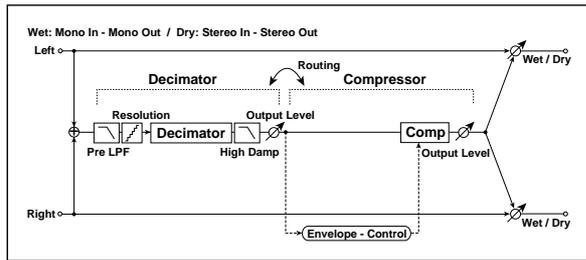 Wet: Mono In - Mono Out / Dry: Stereo In - Stereo Out
Left
Wet / Dry
Routing
Decimator
Compressor
Resolution
Output Level
Decimator
Comp
Pre LPF
High Damp
Output Level
Right
Envelope - Control
Wet / Dry